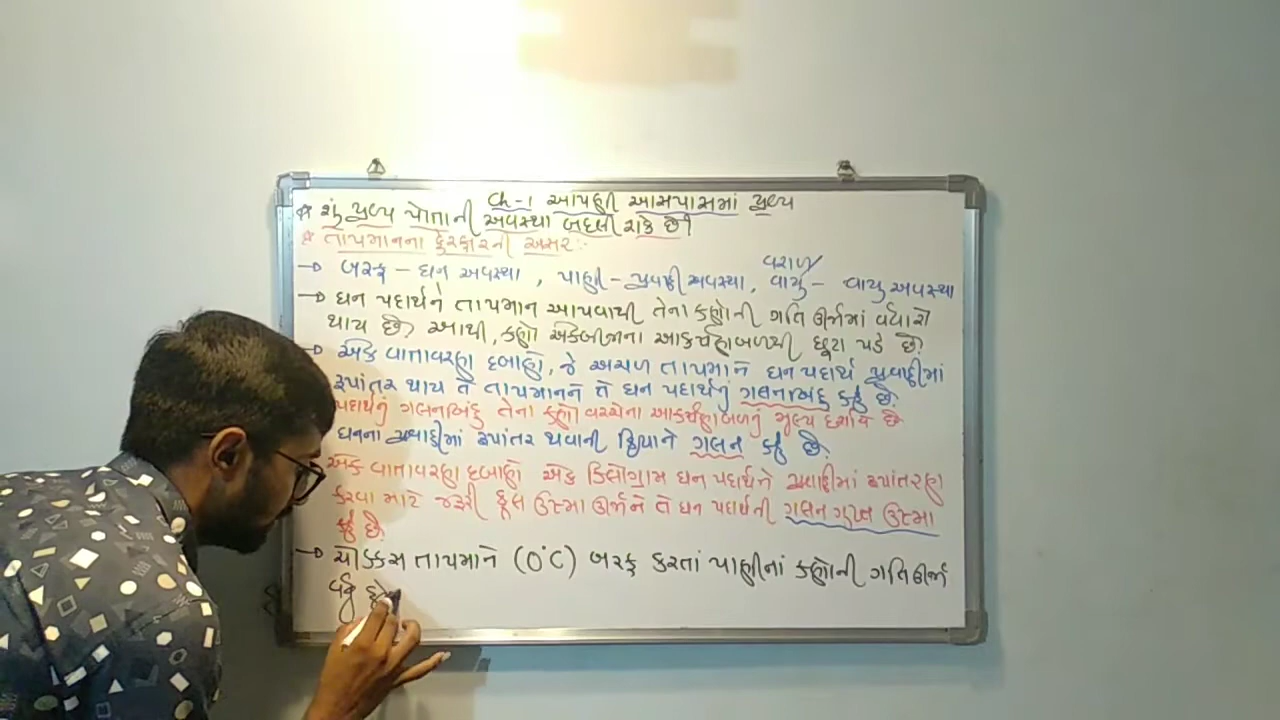 Ch-1 આપણી આસપાસમાં દ્રવ્ય
* શું દ્રવ્ય પોતાની અવસ્થા બદલી શકે છે?
* તાપમાનના ફેરફારની અસર :-
→ બરફ - ઘન અવસ્થા , પાણી - પ્રવાહી અવસ્થા, વરાળ/વાયુ - વાયુ અવસ્થા
→ ઘન પદાર્થને તાપમાન આપવાથી તેના કણોની ગતિ ઊર્જામાં વધારો
થાય છે. આથી, કણો એકબીજાના આકર્ષણબળથી છૂટા પડે છે.
→ એક વાતાવરણ દબાણે, જે અચળ તાપમાને ઘન પદાર્થ પ્રવાહીમાં
રૂપાંતર થાય તે તાપમાનને તે ઘન પદાર્થનું ગલનબિંદુ કહે છે.
પદાર્થનું ગલનબિંદુ તેના કણો વચ્ચેના આકર્ષણબળનું મૂલ્ય દર્શાવે છે
ઘનના પ્રવાહીમાં રૂપાંતર થવાની ક્રિયાને ગલન કહે છે.
એક વાતાવરણ દબાણે એક કિલોગ્રામ ઘન પદાર્થને પ્રવાહીમાં રૂપાંતરણ
કરવા માટે જરૂરી કુલ ઉષ્મા ઊર્જાને તે ઘન પદાર્થની ગલન ગુપ્ત ઉષ્મા
કહે છે.
→ ચોક્કસ તાપમાને (0°C) બરફ કરતાં પાણીનાં કણોની ગતિઊર્જા
વધુ